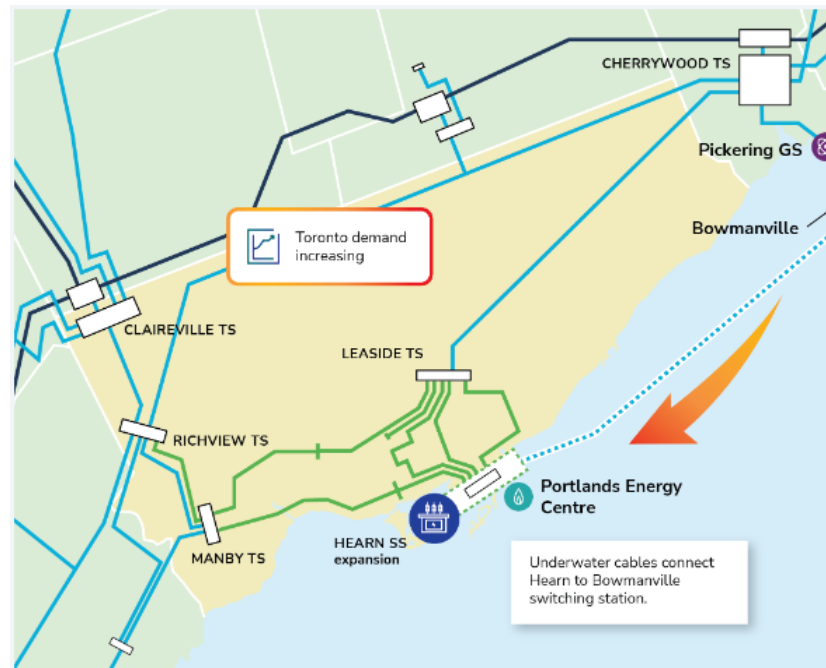 CHERRYWOOD TS
Pickering GS
Bowmanville
Toronto demand
increasing
CLAIREVILLE TS
LEASIDE TS
RICHVIEW TS
Portlands Energy
Centre
HEARN SS
expansion
MANBY TS
Underwater cables connect
Hearn to Bowmanville
switching station.